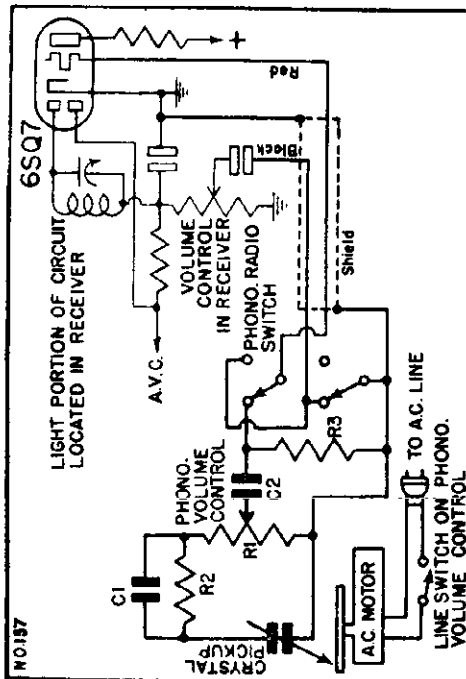 NO.157
LIGHT PORTION OF CIRCUIT
LOCATED IN RECEIVER
6SQ7
+
Red
Black
A.V.C.
VOLUME
CONTROL
IN RECEIVER
PHONO. RADIO
SWITCH
Shield
PHONO.
VOLUME
CONTROL
C1
R2
R1
C2
R3
CRYSTAL
PICKUP
A.C. MOTOR
TO A.C. LINE
LINE SWITCH ON PHONO.
VOLUME CONTROL